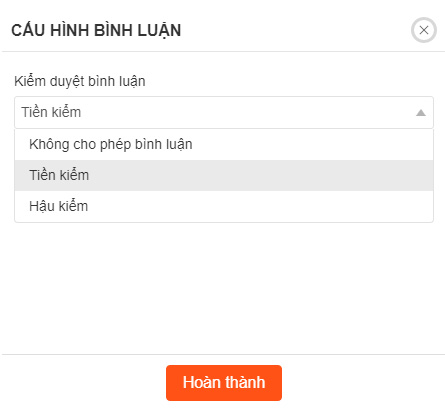 CẤU HÌNH BÌNH LUẬN
Kiểm duyệt bình luận
Tiền kiểm
Không cho phép bình luận
Tiền kiểm
Hậu kiểm
Hoàn thành